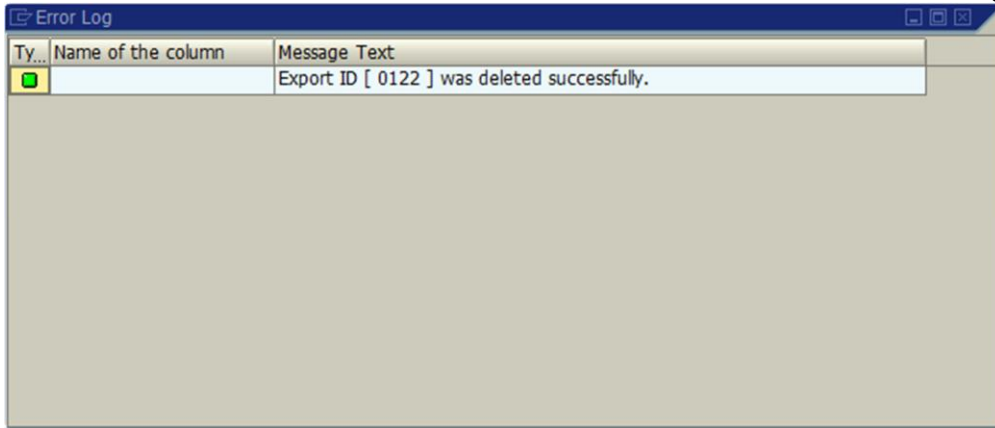 Error Log
Ty... Name of the column Message Text
Export ID [ 0122 ] was deleted successfully.